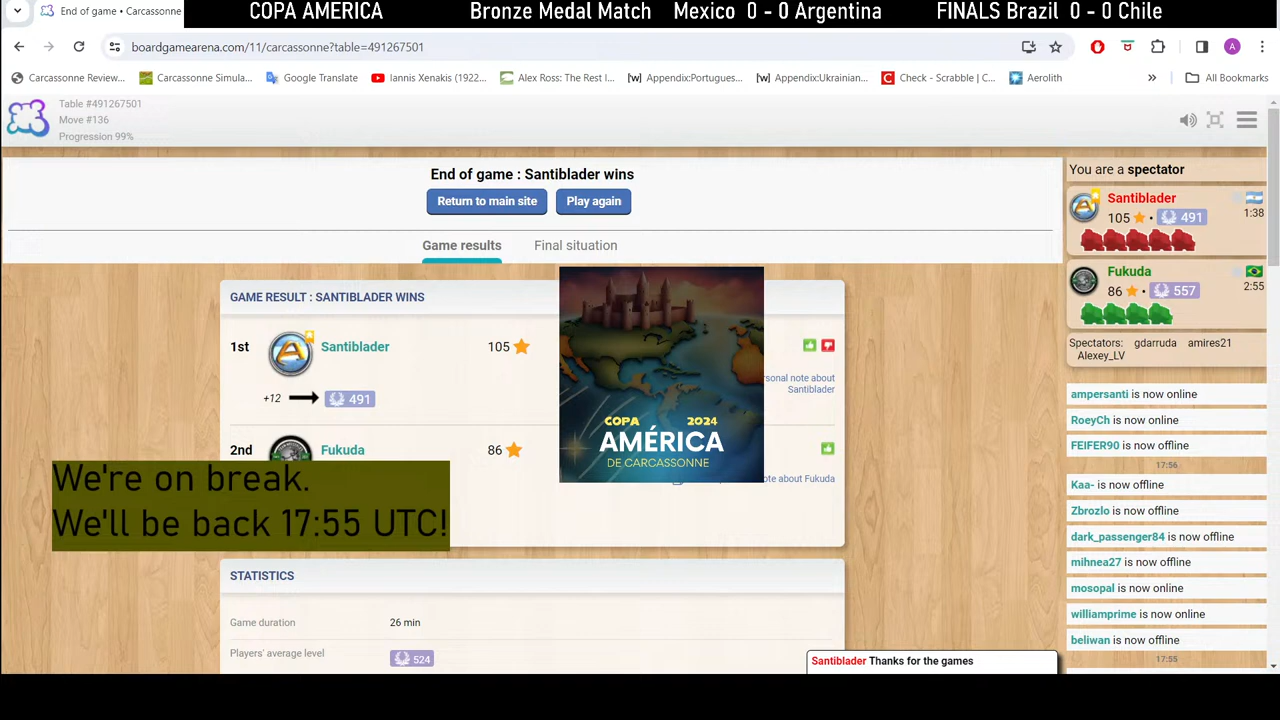 COPA AMERICA Bronze Medal Match Mexico 0 - 0 Argentina FINALS Brazil 0 - 0 Chile
End of game • Carcassonne
boardgamearena.com/11/carcassonne?table=491267501
A
Carcassonne Review...
Carcassonne Simula...
Google Translate
Iannis Xenakis (1922...
Alex Ross: The Rest I...
[w] Appendix:Portugues...
[w] Appendix:Ukrainian...
C Check - Scrabble | C...
Aerolith
»
All Bookmarks
Table #491267501
Move #136
Progression 99%
End of game : Santiblader wins
Return to main site
Play again
Game results
Final situation
GAME RESULT : SANTIBLADER WINS
1st
Santiblader
105
+12
491
2nd
Fukuda
86
rsonal note about
Santiblader
note about Fukuda
COPA 2024
AMÉRICA
DE CARCASSONNE
We're on break.
We'll be back 17:55 UTC!
STATISTICS
Game duration
26 min
Players' average level
524
You are a spectator
Santiblader
105 • 491
1:38
Fukuda
86 • 557
2:55
Spectators: gdarruda amires21
Alexey_LV
ampersanti is now online
RoeyCh is now online
FEIFER90 is now offline
17:56
Kaa- is now offline
Zbrozlo is now offline
dark_passenger84 is now offline
mihnea27 is now offline
mosopal is now online
williamprime is now online
beliwan is now offline
17:55
Santiblader Thanks for the games